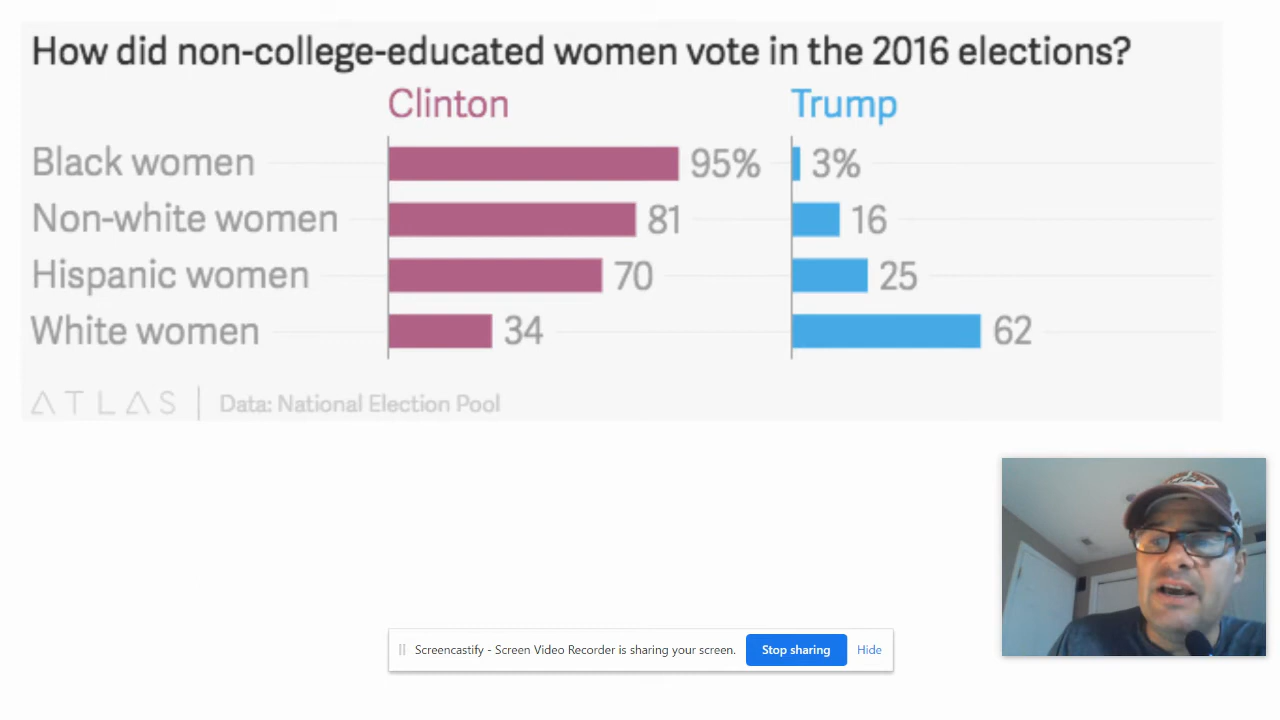 How did non-college-educated women vote in the 2016 elections?
Clinton Trump
Black women 95% 3%
Non-white women 81 16
Hispanic women 70 25
White women 34 62
ATLAS | Data: National Election Pool
Screencastify - Screen Video Recorder is sharing your screen. Stop sharing Hide